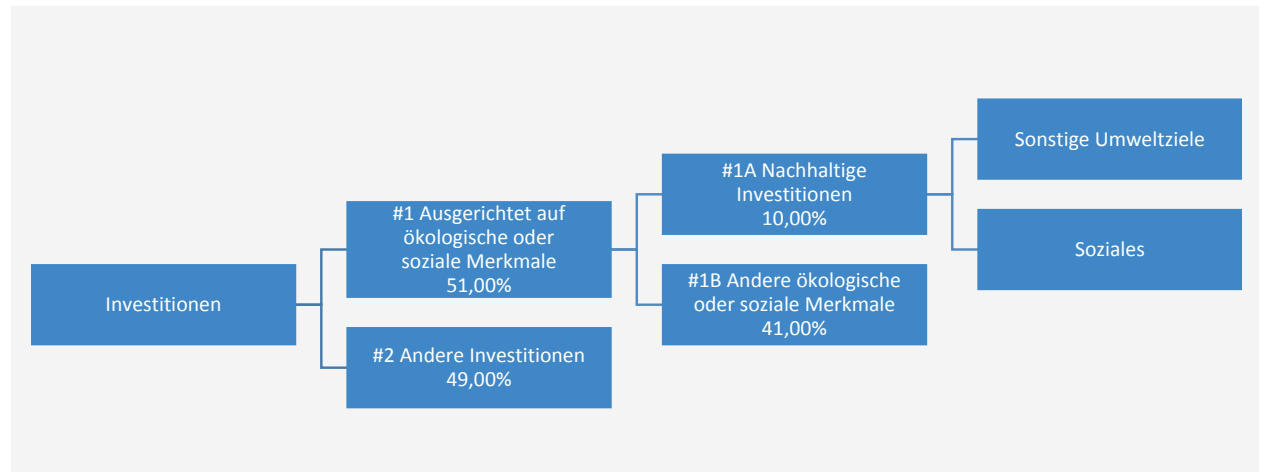 Investitionen
#1 Ausgerichtet auf
ökologische oder
soziale Merkmale
51,00%
#2 Andere Investitionen
49,00%
#1A Nachhaltige
Investitionen
10,00%
#1B Andere ökologische
oder soziale Merkmale
41,00%
Sonstige Umweltziele
Soziales